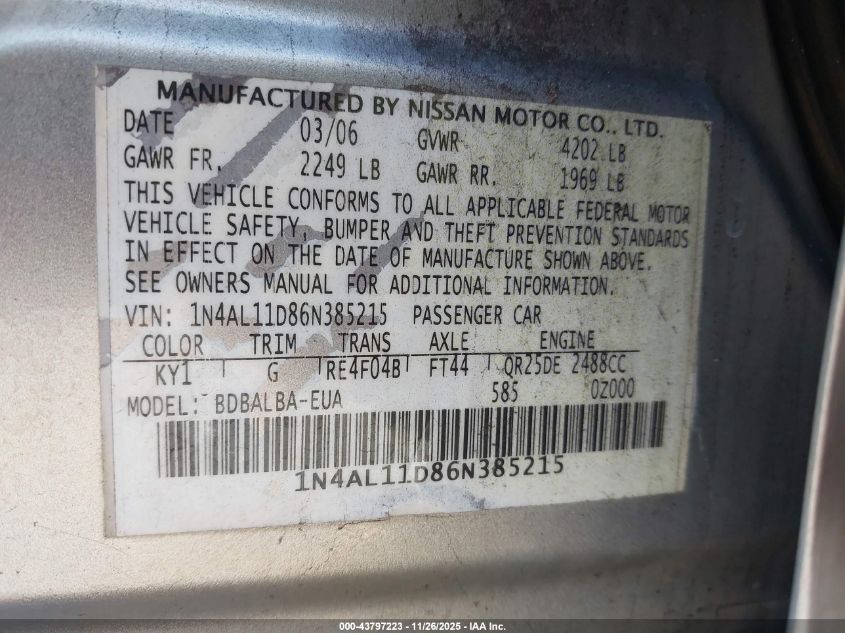 MANUFACTURED BY NISSAN MOTOR CO., LTD.
DATE 03/06 GVWR 4202 LB
GAWR FR. 2249 LB GAWR RR. 1969 LB
THIS VEHICLE CONFORMS TO ALL APPLICABLE FEDERAL MOTOR
VEHICLE SAFETY, BUMPER AND THEFT PREVENTION STANDARDS
IN EFFECT ON THE DATE OF MANUFACTURE SHOWN ABOVE.
SEE OWNERS MANUAL FOR ADDITIONAL INFORMATION.
VIN: 1N4AL11D86N385215 PASSENGER CAR
COLOR TRIM TRANS AXLE ENGINE
KY1 G RE4F04B FT44 QR25DE 2488CC
MODEL: BDBALBA-EUA 585 0Z000
1N4AL11D86N385215
000-43797223 - 11/26/2025 - IAA Inc.